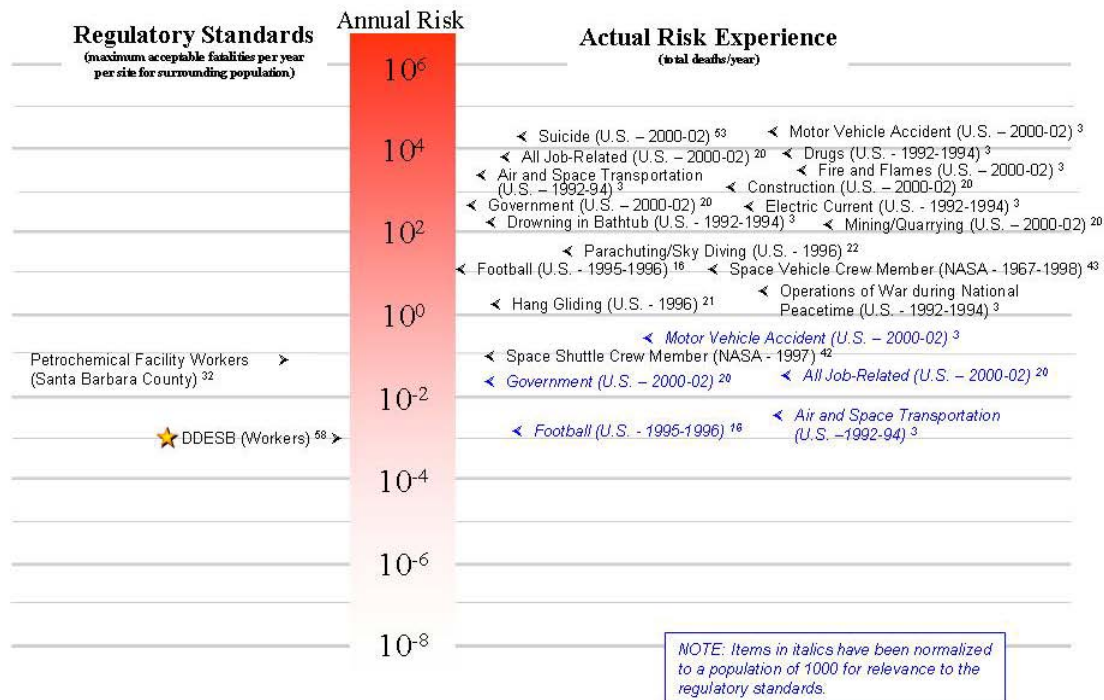 Annual Risk
Regulatory Standards
(maximum acceptable fatalities per year
per site for surrounding population)
Actual Risk Experience
(total deaths/year)
10⁶
10⁴
10²
10⁰
10⁻²
10⁻⁴
10⁻⁶
10⁻⁸
Petrochemical Facility Workers
(Santa Barbara County) ³²
DDESB (Workers) ⁵⁸
Suicide (U.S. – 2000-02) ⁵³
Motor Vehicle Accident (U.S. – 2000-02) ³
All Job-Related (U.S. – 2000-02) ²⁰
Drugs (U.S. - 1992-1994) ³
Air and Space Transportation
(U.S. – 1992-94) ³
Fire and Flames (U.S. – 2000-02) ³
Construction (U.S. – 2000-02) ²⁰
Government (U.S. – 2000-02) ²⁰
Electric Current (U.S. - 1992-1994) ³
Drowning in Bathtub (U.S. - 1992-1994) ³
Mining/Quarrying (U.S. – 2000-02) ²⁰
Parachuting/Sky Diving (U.S. - 1996) ²²
Football (U.S. - 1995-1996) ¹⁶
Space Vehicle Crew Member (NASA - 1967-1998) ⁴³
Operations of War during National
Peacetime (U.S. - 1992-1994) ³
Hang Gliding (U.S. - 1996) ²¹
Motor Vehicle Accident (U.S. – 2000-02) ³
Space Shuttle Crew Member (NASA - 1997) ⁴²
Government (U.S. – 2000-02) ²⁰
All Job-Related (U.S. – 2000-02) ²⁰
Air and Space Transportation
(U.S. –1992-94) ³
Football (U.S. - 1995-1996) ¹⁶
NOTE: Items in italics have been normalized
to a population of 1000 for relevance to the
regulatory standards.